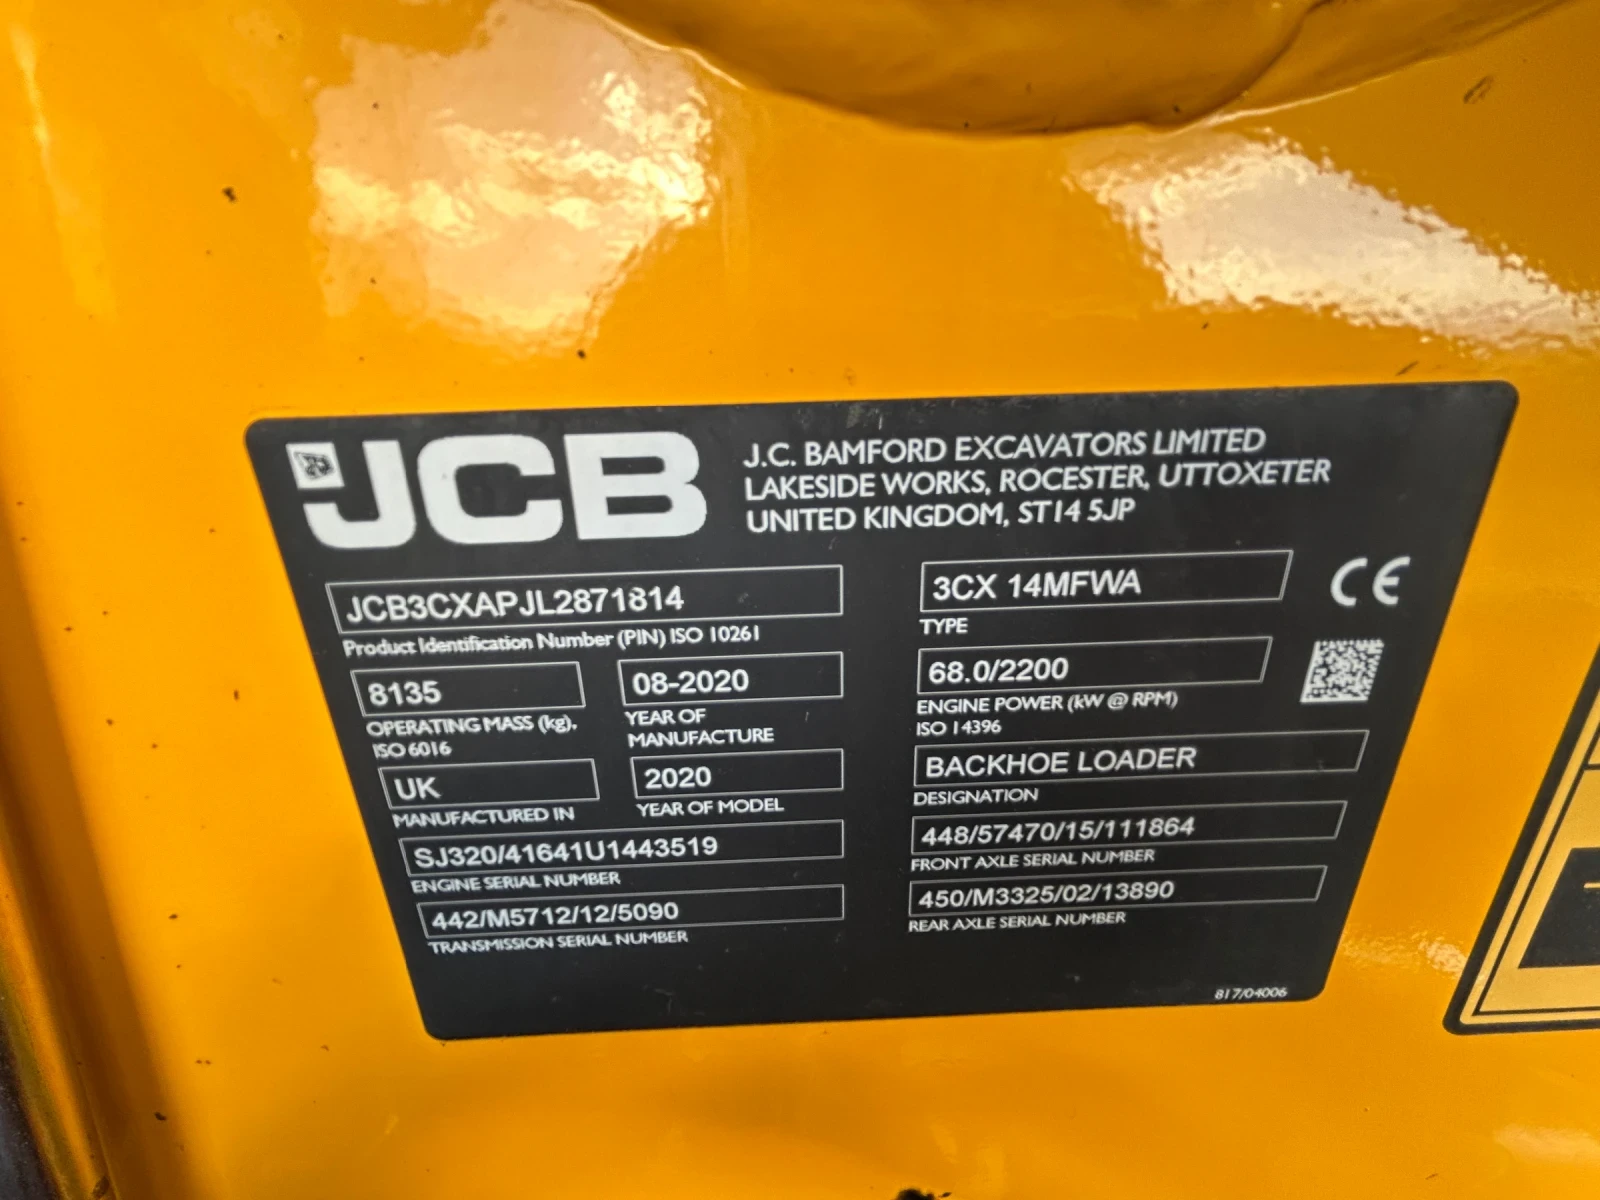 JCB
J.C. BAMFORD EXCAVATORS LIMITED
LAKESIDE WORKS, ROCESTER, UTTOXETER
UNITED KINGDOM, ST14 5JP
JCB3CXAPJL2871814
Product Identification Number (PIN) ISO 10261
3CX 14MFWA
TYPE
CE
8135
OPERATING MASS (kg),
ISO 6016
08-2020
YEAR OF
MANUFACTURE
68.0/2200
ENGINE POWER (kW @ RPM)
ISO 14396
UK
MANUFACTURED IN
2020
YEAR OF MODEL
BACKHOE LOADER
DESIGNATION
SJ320/41641U1443519
ENGINE SERIAL NUMBER
448/57470/15/111864
FRONT AXLE SERIAL NUMBER
442/M5712/12/5090
TRANSMISSION SERIAL NUMBER
450/M3325/02/13890
REAR AXLE SERIAL NUMBER
817/04006